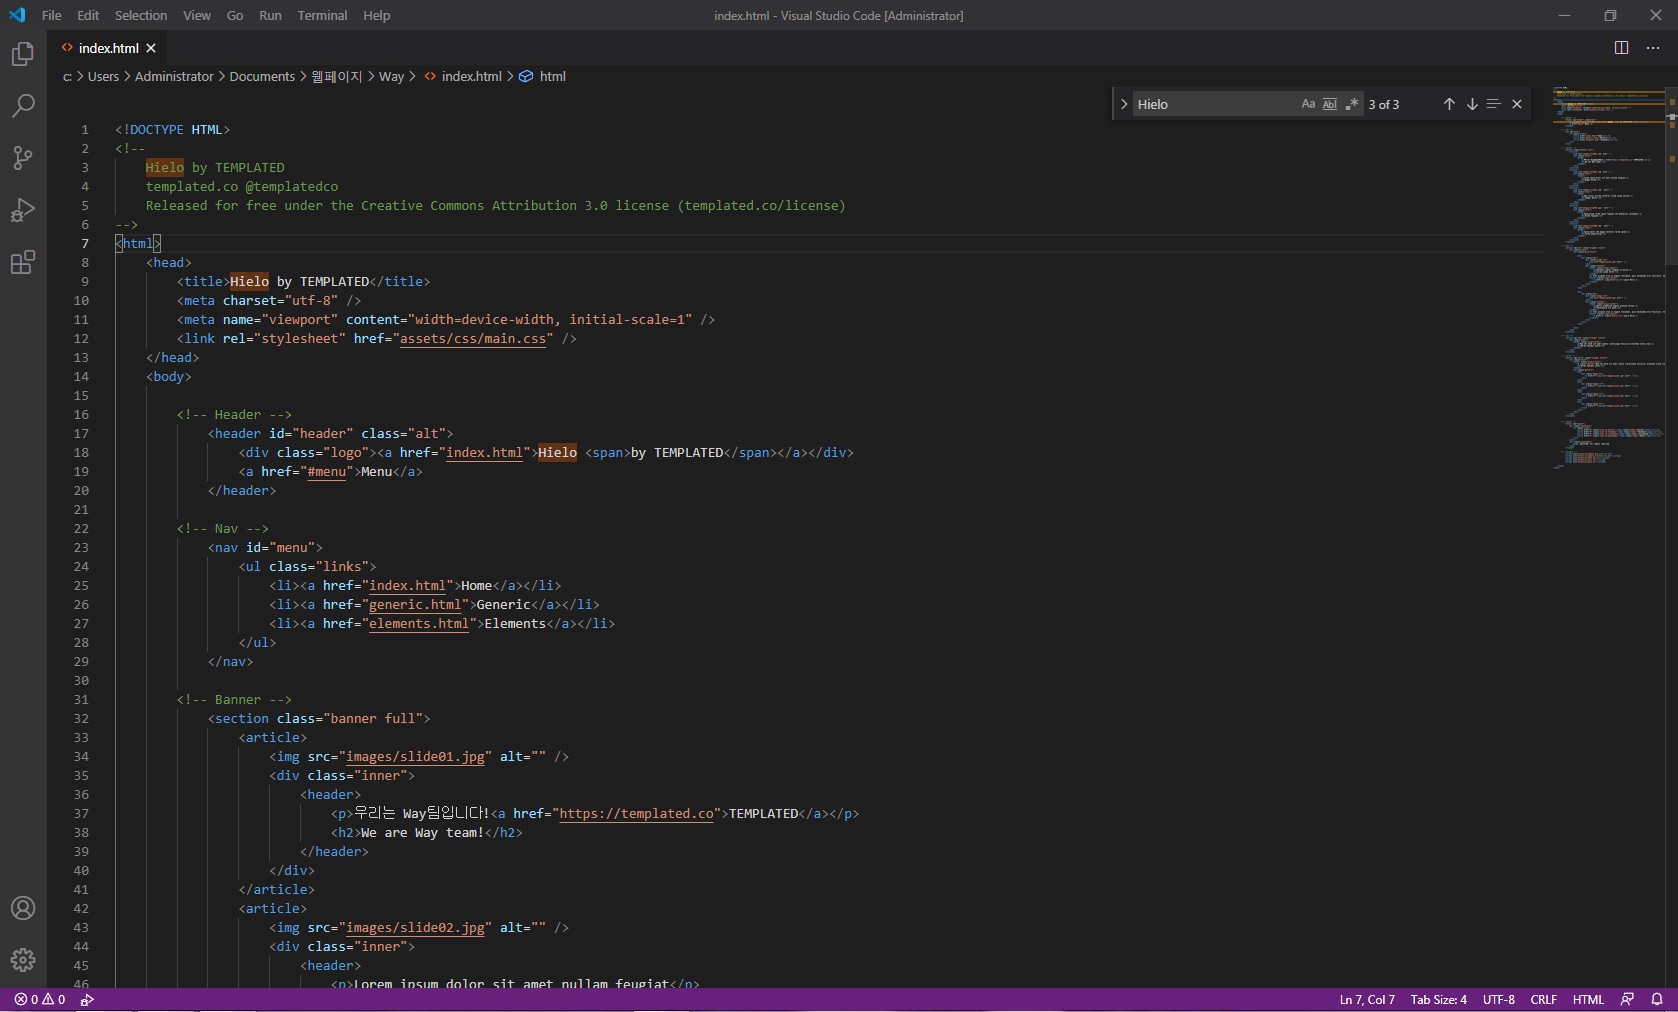 File Edit Selection View Go Run Terminal Help index.html - Visual Studio Code [Administrator]
index.html
c: > Users > Administrator > Documents > 웹페이지 > Way > index.html > html
Hielo Aa Abl .* 3 of 3
1 <!DOCTYPE HTML>
2 <!--
3 Hielo by TEMPLATED
4 templated.co @templatedco
5 Released for free under the Creative Commons Attribution 3.0 license (templated.co/license)
6 -->
7 <html>
8 <head>
9 <title>Hielo by TEMPLATED</title>
10 <meta charset="utf-8" />
11 <meta name="viewport" content="width=device-width, initial-scale=1" />
12 <link rel="stylesheet" href="assets/css/main.css" />
13 </head>
14 <body>
15
16 <!-- Header -->
17 <header id="header" class="alt">
18 <div class="logo"><a href="index.html">Hielo <span>by TEMPLATED</span></a></div>
19 <a href="#menu">Menu</a>
20 </header>
21
22 <!-- Nav -->
23 <nav id="menu">
24 <ul class="links">
25 <li><a href="index.html">Home</a></li>
26 <li><a href="generic.html">Generic</a></li>
27 <li><a href="elements.html">Elements</a></li>
28 </ul>
29 </nav>
30
31 <!-- Banner -->
32 <section class="banner full">
33 <article>
34 <img src="images/slide01.jpg" alt="" />
35 <div class="inner">
36 <header>
37 <p>우리는 Way팀입니다!<a href="https://templated.co">TEMPLATED</a></p>
38 <h2>We are Way team!</h2>
39 </header>
40 </div>
41 </article>
42 <article>
43 <img src="images/slide02.jpg" alt="" />
44 <div class="inner">
45 <header>
46 <p>Lorem ipsum dolor sit amet nullam feugiat</p>
0 0 Ln 7, Col 7 Tab Size: 4 UTF-8 CRLF HTML